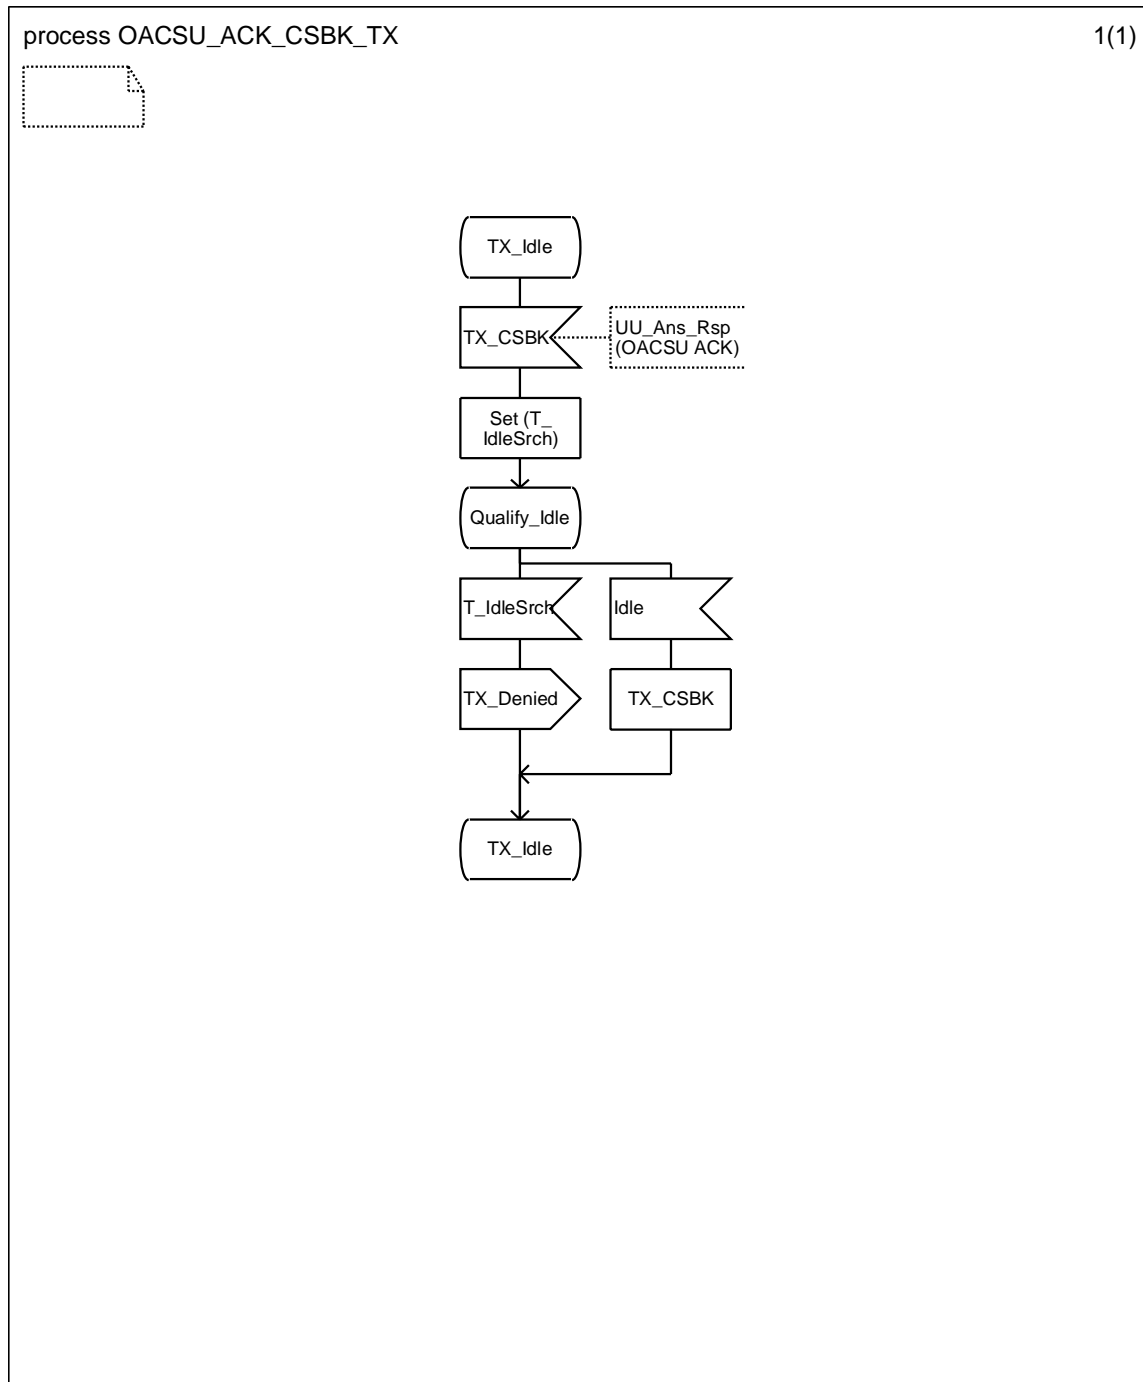 process OACSU_ACK_CSBK_TX
1(1)
TX_Idle
TX_CSBK
UU_Ans_Rsp
(OACSU ACK)
Set (T_
IdleSrch)
Qualify_Idle
T_IdleSrch
Idle
TX_Denied
TX_CSBK
TX_Idle